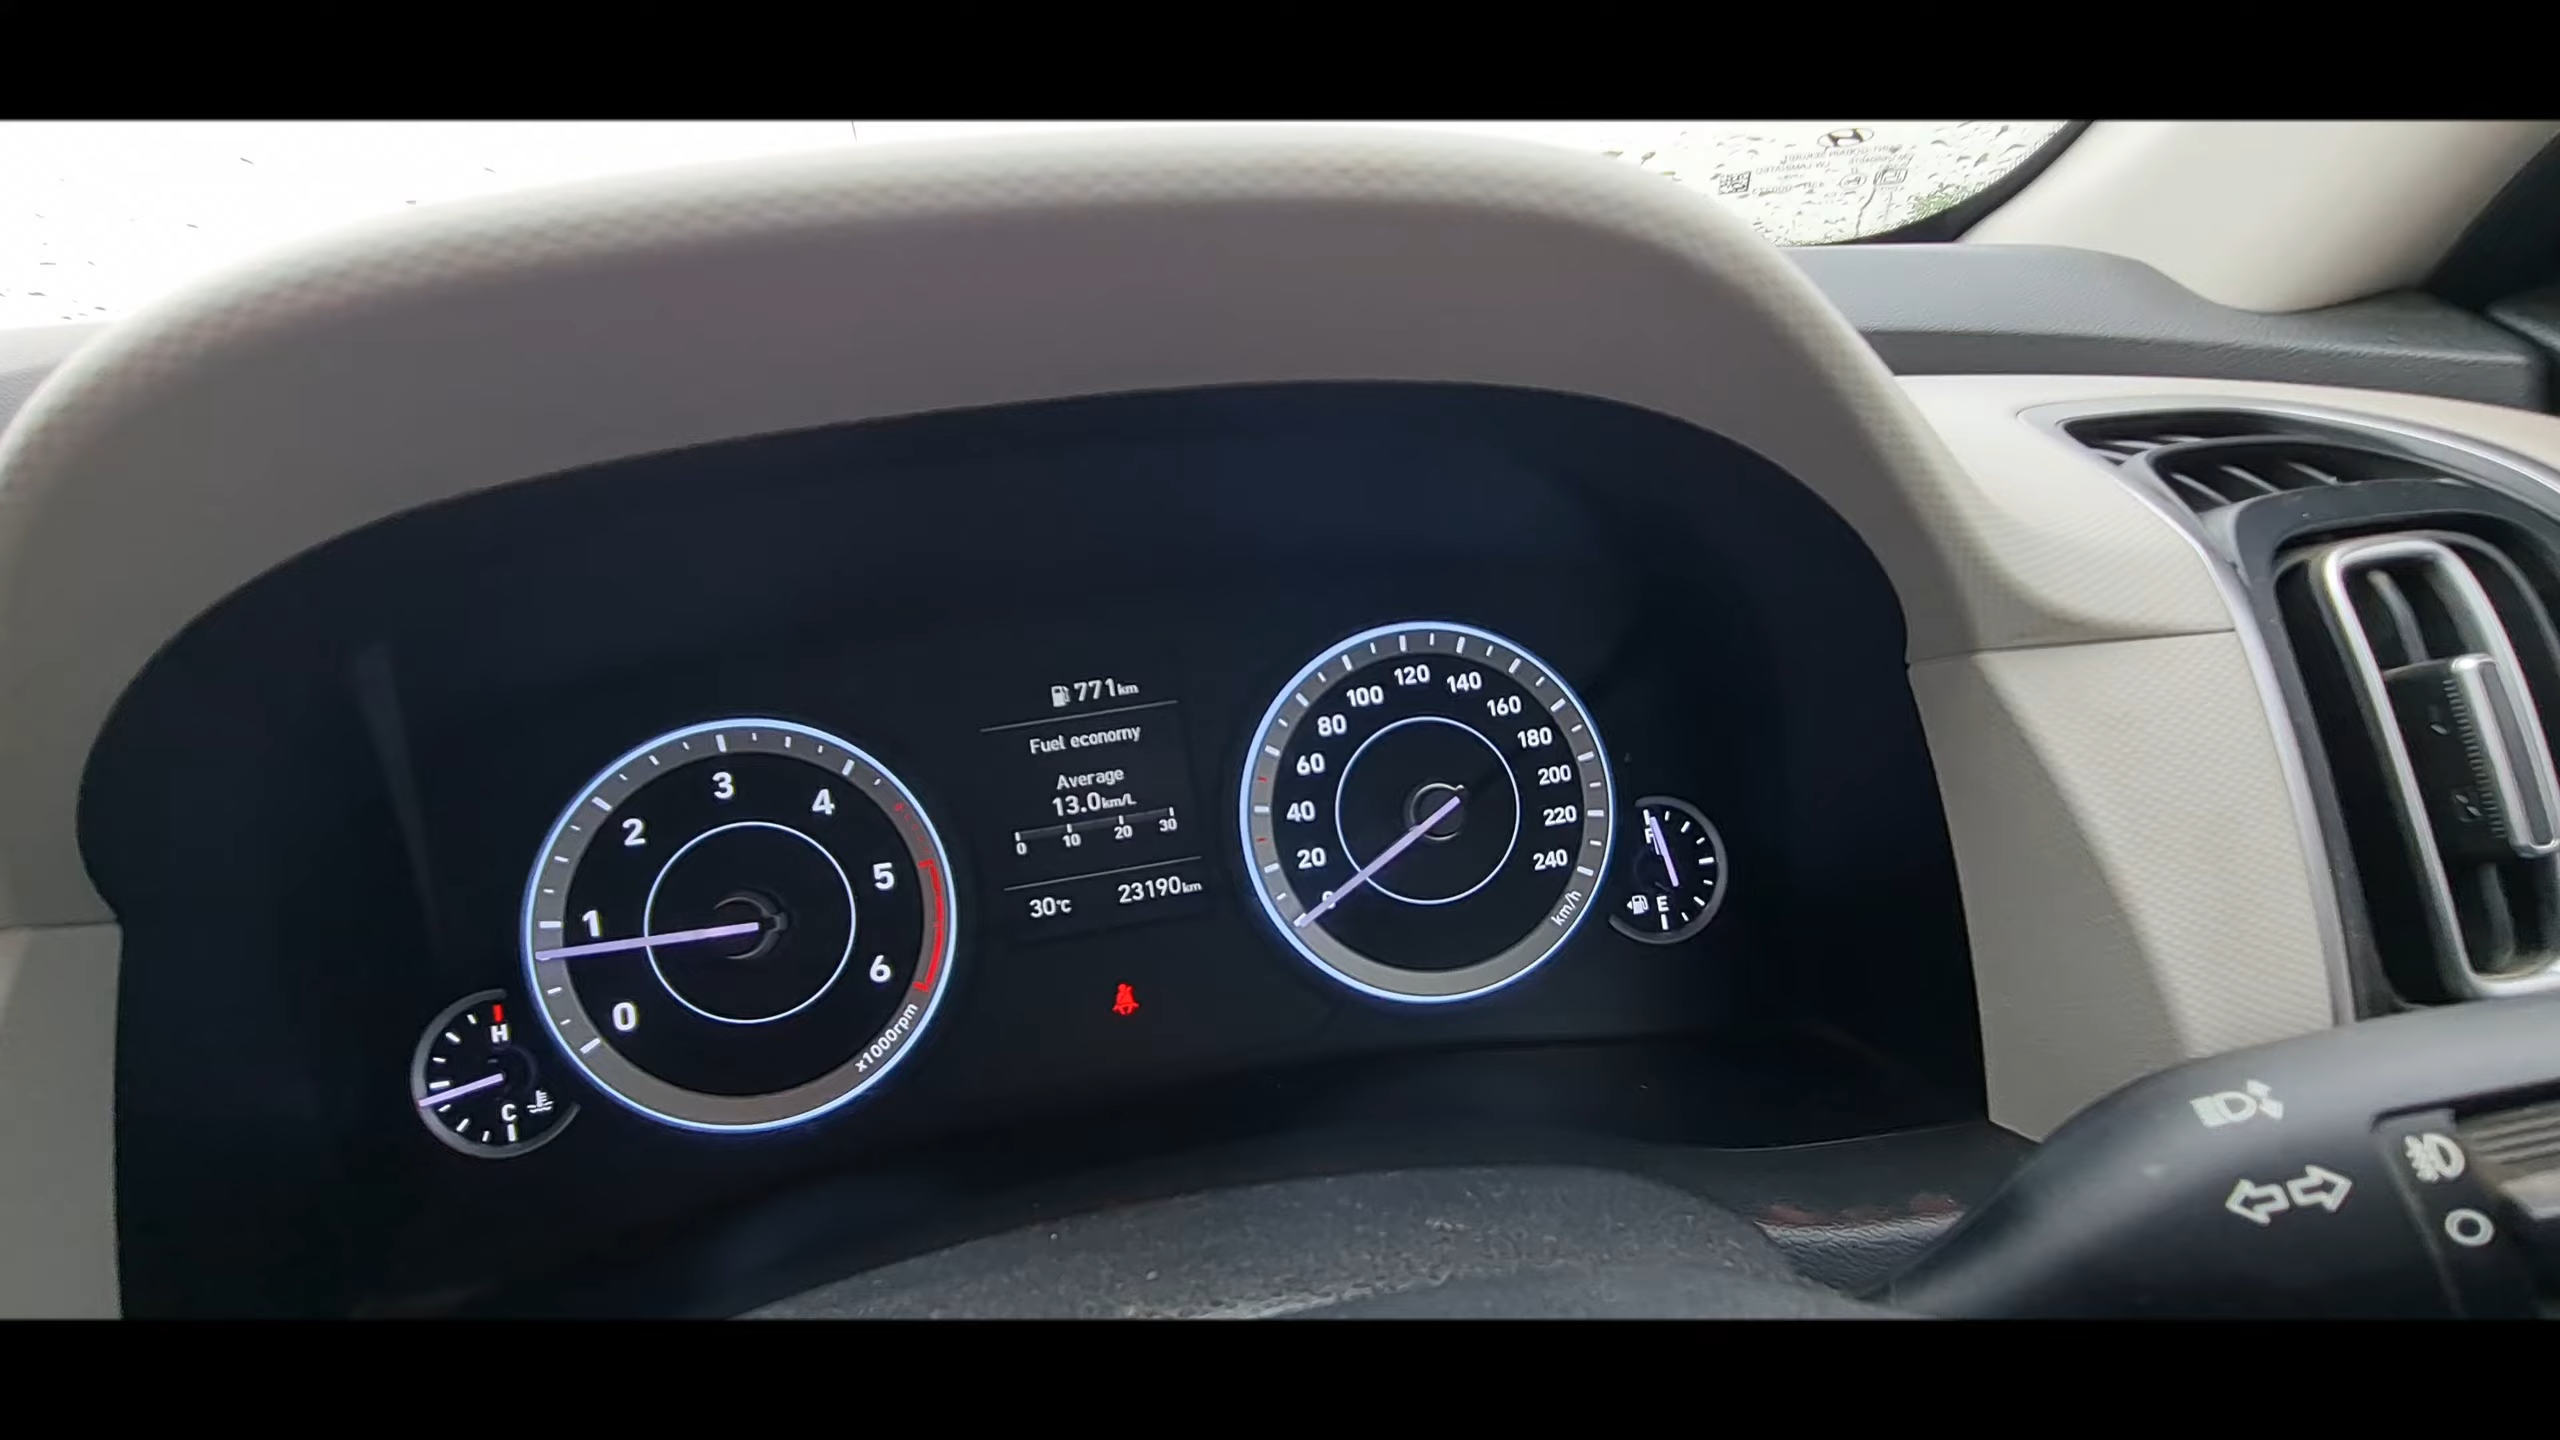 771km
Fuel economy
Average
13.0km/L
0 10 20 30
30°C 23190km
0 1 2 3 4 5 6
x1000rpm
H
C
20 40 60 80 100 120 140 160 180 200 220 240
km/h
F
E